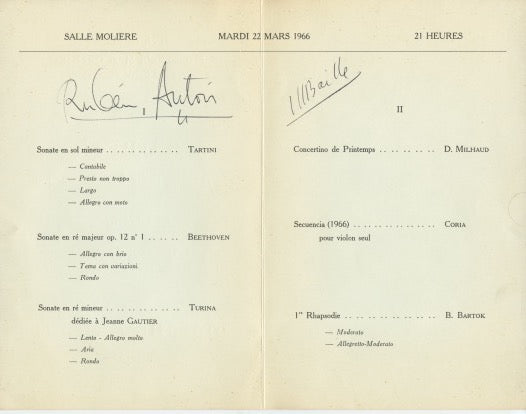 SALLE MOLIERE MARDI 22 MARS 1966 21 HEURES
Rubén Antón
Sonate en sol mineur . . . . . . . . . . . . TARTINI
— Cantabile
— Presto non troppo
— Largo
— Allegro con moto
Sonate en ré majeur op. 12 n° 1 . . . . . BEETHOVEN
— Allegro con brio
— Tema con variazioni
— Rondo
Sonate en ré mineur . . . . . . . . . . . . TURINA
dédiée à Jeanne GAUTIER
— Lento - Allegro molto
— Aria
— Rondo
II
Concertino de Printemps . . . . . . . . D. MILHAUD
Secuencia (1966) . . . . . . . . . . . . . . CORIA
pour violon seul
1re Rhapsodie . . . . . . . . . . . . . . . B. BARTOK
— Moderato
— Allegretto-Moderato